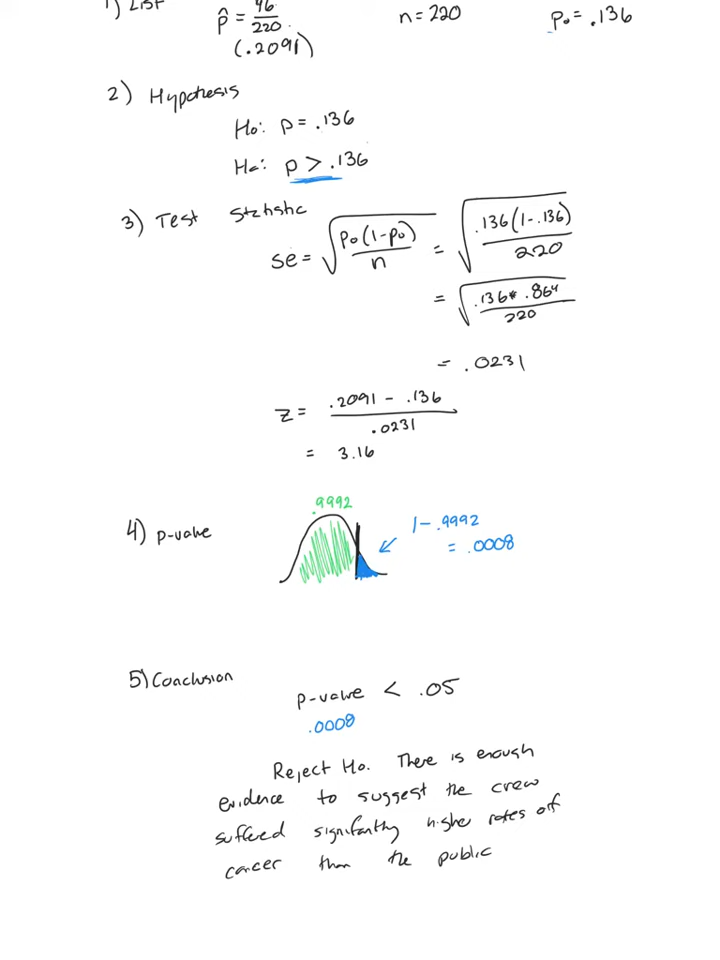 1) List
p̂ = 46/220
n = 220
p₀ = .136
(.2091)
2) Hypothesis
H₀: p = .136
Hₐ: p > .136
3) Test Statistic
se = √(p₀(1-p₀)/n) = √(.136(1-.136)/220)
= √(.136*.864/220)
= .0231
z = (.2091 - .136)/.0231
= 3.16
.9992
4) p-value
1 - .9992
= .0008
5) Conclusion
p-value < .05
.0008
Reject Ho. There is enough
evidence to suggest the crew
suffered significantly higher rates of
cancer than the public